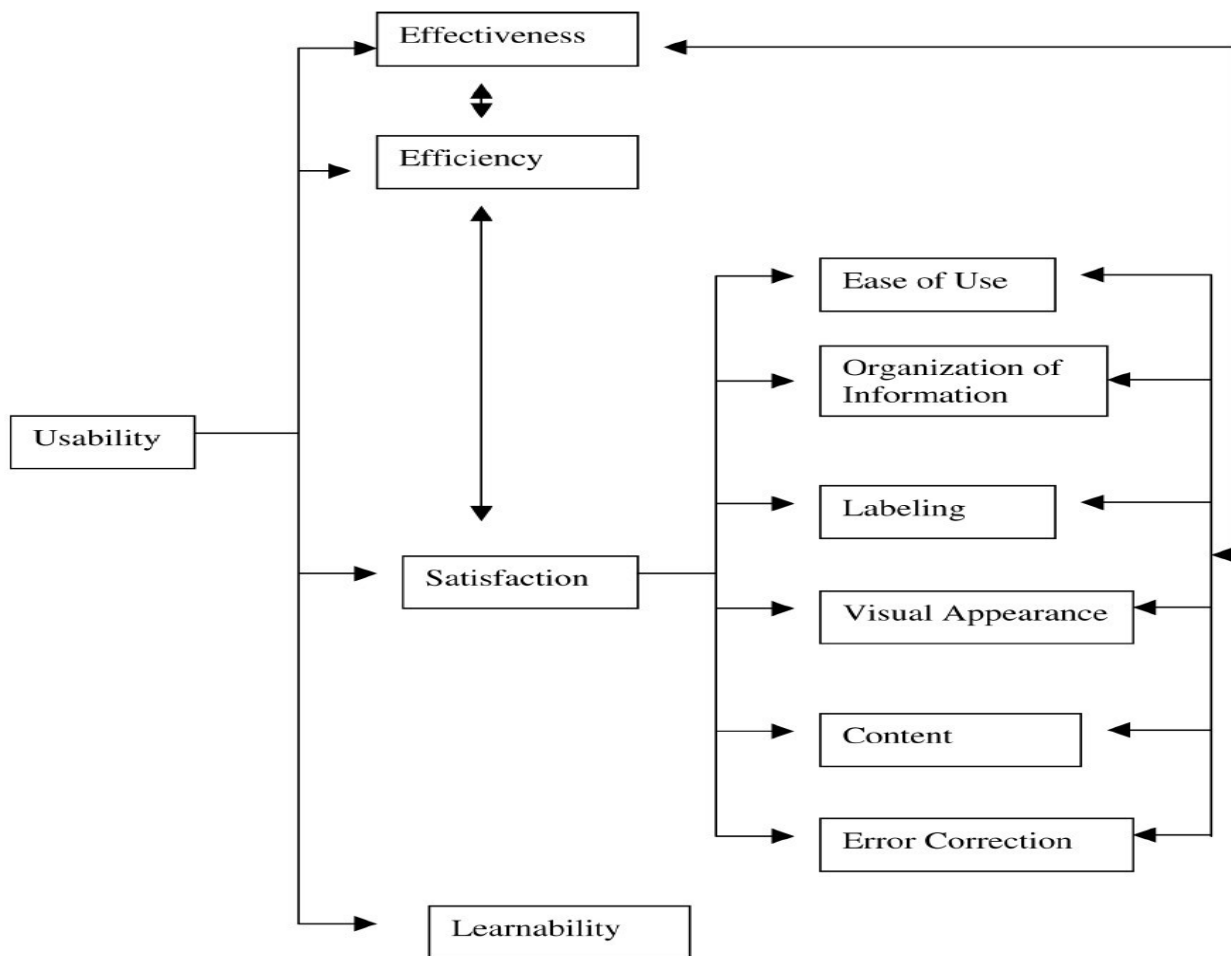 Effectiveness
Efficiency
Ease of Use
Organization of
Information
Usability
Labeling
Satisfaction
Visual Appearance
Content
Error Correction
Learnability